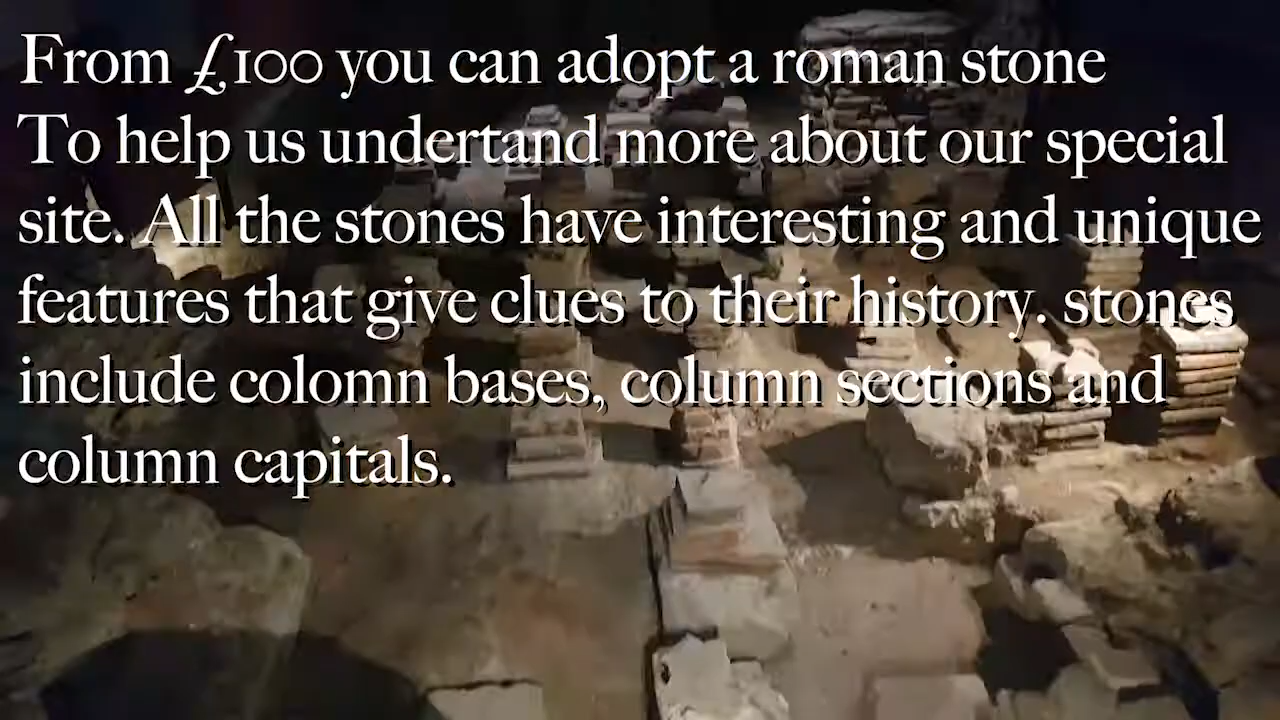 From £100 you can adopt a roman stone
To help us undertand more about our special
site. All the stones have interesting and unique
features that give clues to their history. stones
include colomn bases, column sections and
column capitals.